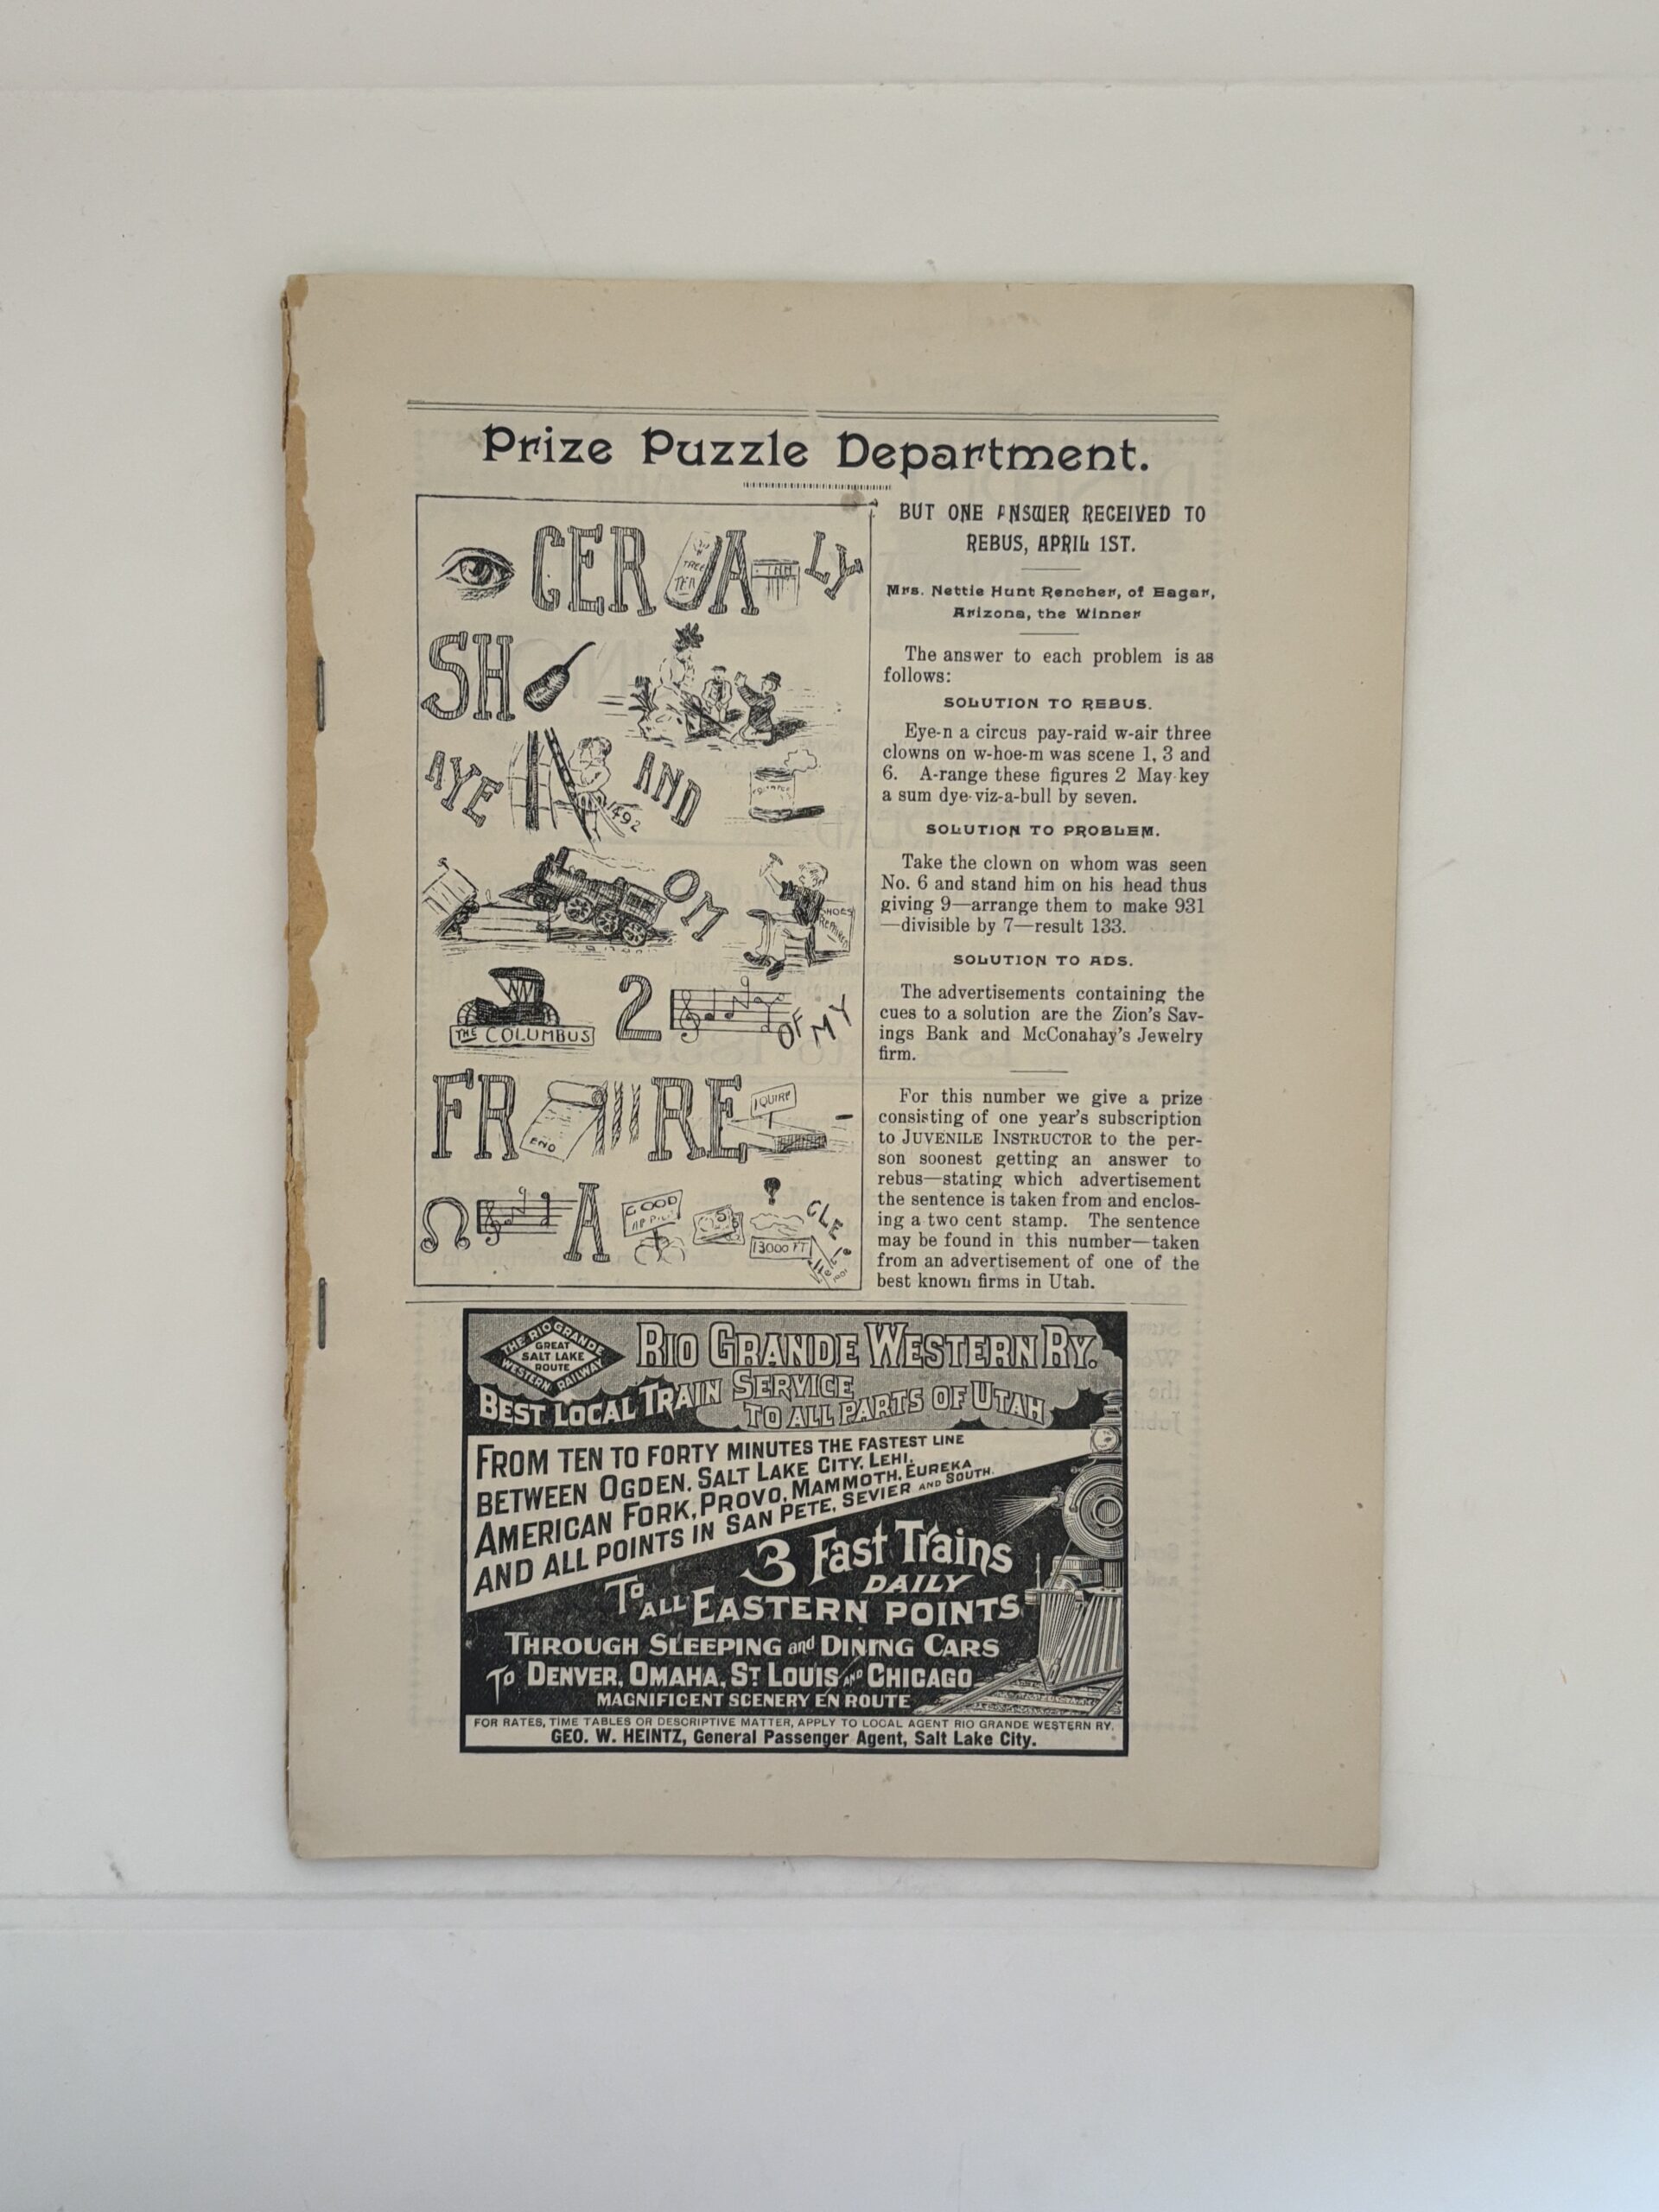 Prize Puzzle Department.
CER TREE TEA A INN LY
SH
AYE 1492 AND
OM SHOES REPAIRED
THE COLUMBUS 2 OF MY
FR END RE
A GOOD 13000 FT CLE
1901
BUT ONE ANSWER RECEIVED TO
REBUS, APRIL 1ST.
Mrs. Nettie Hunt Rencher, of Eagar,
Arizona, the Winner
The answer to each problem is as
follows:
SOLUTION TO REBUS.
Eye-n a circus pay-raid w-air three
clowns on w-hoe-m was scene 1, 3 and
6. A-range these figures 2 May key
a sum dye-viz-a-bull by seven.
SOLUTION TO PROBLEM.
Take the clown on whom was seen
No. 6 and stand him on his head thus
giving 9—arrange them to make 931
—divisible by 7—result 133.
SOLUTION TO ADS.
The advertisements containing the
cues to a solution are the Zion's Sav-
ings Bank and McConahay's Jewelry
firm.
For this number we give a prize
consisting of one year's subscription
to JUVENILE INSTRUCTOR to the per-
son soonest getting an answer to
rebus—stating which advertisement
the sentence is taken from and enclos-
ing a two cent stamp. The sentence
may be found in this number—taken
from an advertisement of one of the
best known firms in Utah.
THE RIO GRANDE
GREAT
SALT LAKE
ROUTE
WESTERN RAILWAY
RIO GRANDE WESTERN RY.
BEST LOCAL TRAIN SERVICE
TO ALL PARTS OF UTAH
FROM TEN TO FORTY MINUTES THE FASTEST LINE
BETWEEN OGDEN, SALT LAKE CITY, LEHI,
AMERICAN FORK, PROVO, MAMMOTH, EUREKA
AND ALL POINTS IN SAN PETE, SEVIER AND SOUTH.
3 Fast Trains
DAILY
To ALL EASTERN POINTS
THROUGH SLEEPING and DINING CARS
To DENVER, OMAHA, ST LOUIS AND CHICAGO
MAGNIFICENT SCENERY EN ROUTE
FOR RATES, TIME TABLES OR DESCRIPTIVE MATTER, APPLY TO LOCAL AGENT RIO GRANDE WESTERN RY.
GEO. W. HEINTZ, General Passenger Agent, Salt Lake City.